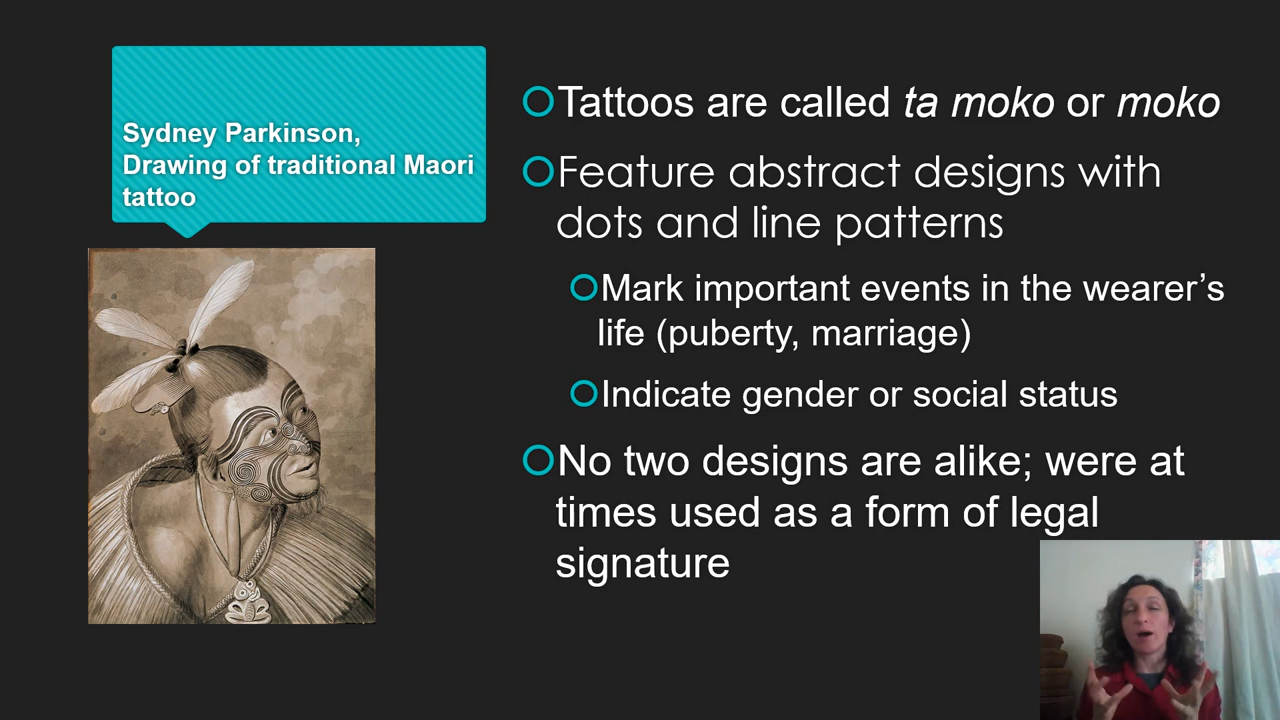 Sydney Parkinson,
Drawing of traditional Maori
tattoo
Tattoos are called ta moko or moko
Feature abstract designs with
dots and line patterns
Mark important events in the wearer’s
life (puberty, marriage)
Indicate gender or social status
No two designs are alike; were at
times used as a form of legal
signature